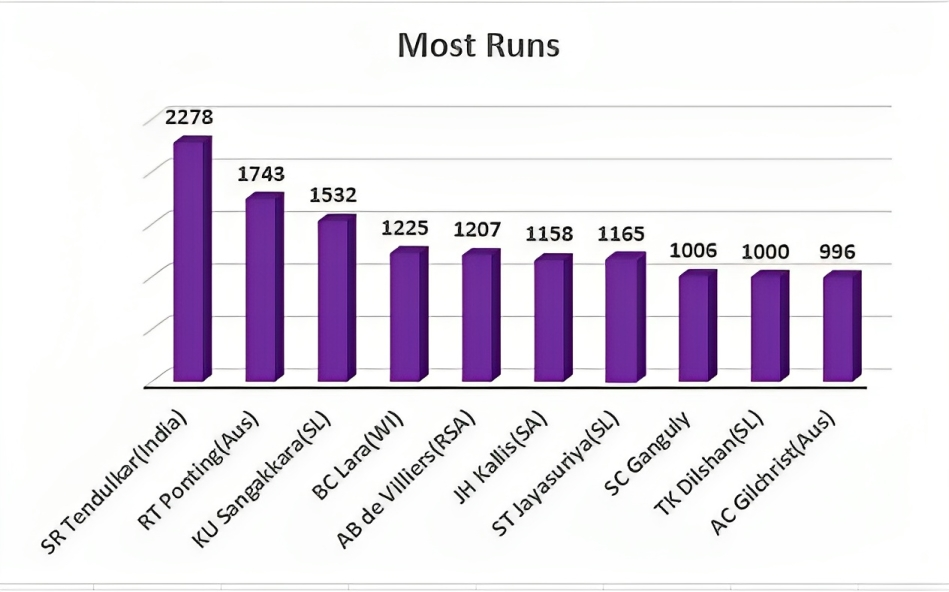 Most Runs
2278
1743
1532
1225
1207
1158
1165
1006
1000
996
SR Tendulkar(India)
RT Ponting(Aus)
KU Sangakkara(SL)
BC Lara(WI)
AB de Villiers(RSA)
JH Kallis(SA)
ST Jayasuriya(SL)
SC Ganguly
TK Dilshan(SL)
AC Gilchrist(Aus)